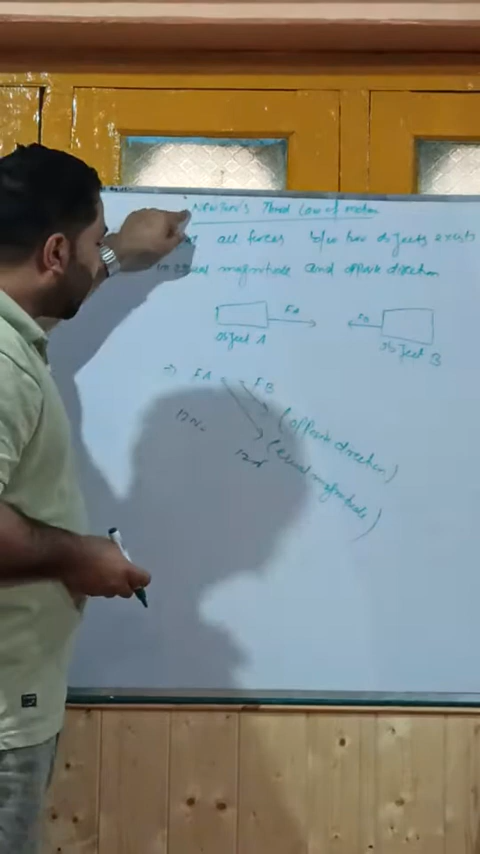 Newton's Third Law of motion
all forces b/w two objects exists
in equal magnitude and opposite direction
FA FB
object A object B
→ FA = -FB
(opposite direction)
12N.
12N
(equal magnitude)